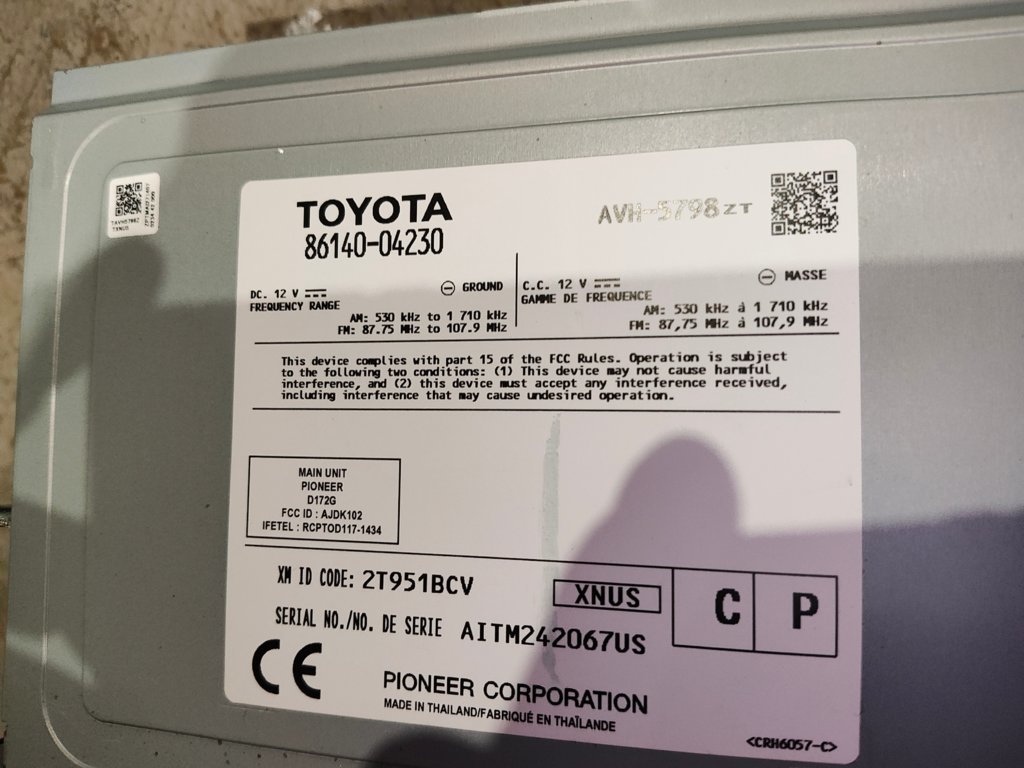 TOYOTA
86140-04230
AVH-5798ZT
TAVH5798Z
TXNUS
DC. 12 V
GROUND
FREQUENCY RANGE
AM: 530 kHz to 1 710 kHz
FM: 87.75 MHz to 107.9 MHz
C.C. 12 V
MASSE
GAMME DE FREQUENCE
AM: 530 kHz à 1 710 kHz
FM: 87,75 MHz à 107,9 MHz
This device complies with part 15 of the FCC Rules. Operation is subject
to the following two conditions: (1) This device may not cause harmful
interference, and (2) this device must accept any interference received,
including interference that may cause undesired operation.
MAIN UNIT
PIONEER
D172G
FCC ID : AJDK102
IFETEL : RCPTOD117-1434
XM ID CODE: 2T951BCV
XNUS
C P
SERIAL NO./NO. DE SERIE AITM242067US
CE
PIONEER CORPORATION
MADE IN THAILAND/FABRIQUÉ EN THAÏLANDE
<CRH6057-C>